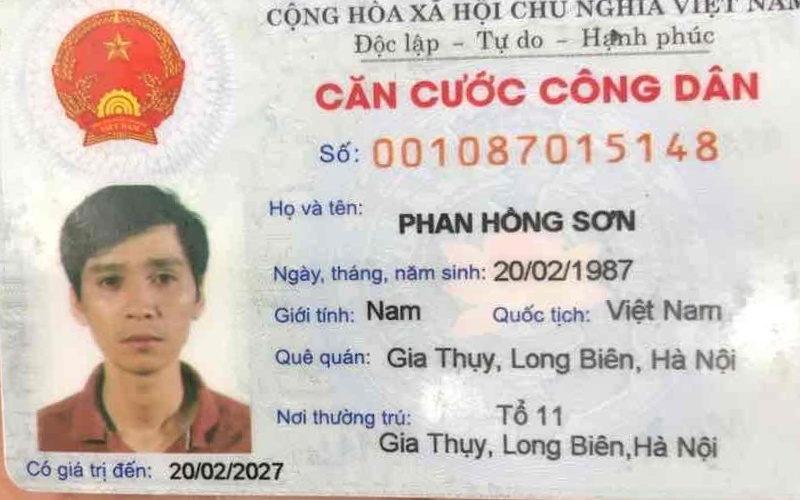 CỘNG HÒA XÃ HỘI CHỦ NGHĨA VIỆT NAM
Độc lập - Tự do - Hạnh phúc
CĂN CƯỚC CÔNG DÂN
Số: 001087015148
Họ và tên: PHAN HỒNG SƠN
Ngày, tháng, năm sinh: 20/02/1987
Giới tính: Nam Quốc tịch: Việt Nam
Quê quán: Gia Thụy, Long Biên, Hà Nội
Nơi thường trú: Tổ 11
Gia Thụy, Long Biên,Hà Nội
Có giá trị đến: 20/02/2027
VIỆT NAM